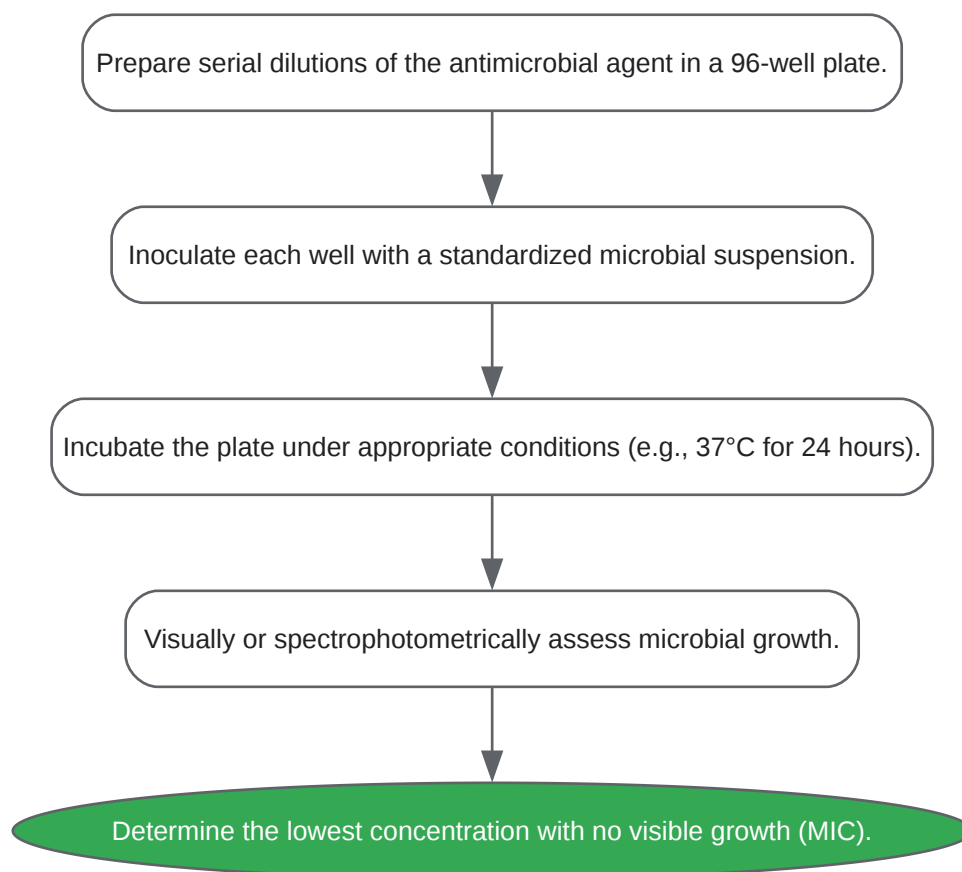 Prepare serial dilutions of the antimicrobial agent in a 96-well plate.
Inoculate each well with a standardized microbial suspension.
Incubate the plate under appropriate conditions (e.g., 37°C for 24 hours).
Visually or spectrophotometrically assess microbial growth.
Determine the lowest concentration with no visible growth (MIC).